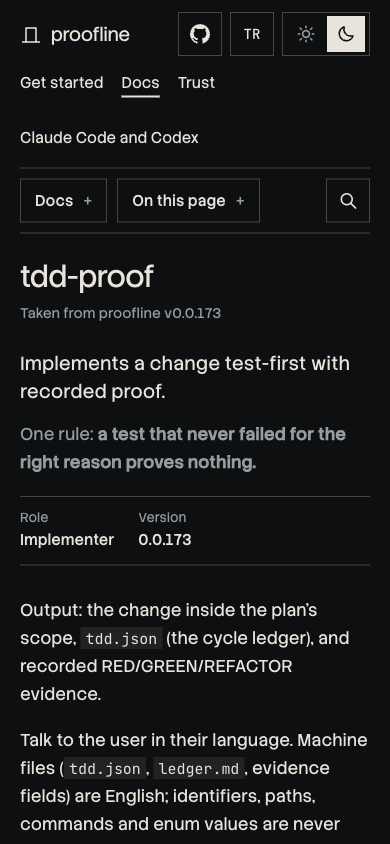 proofline
TR
Get started Docs Trust
Claude Code and Codex
Docs +
On this page +
tdd-proof
Taken from proofline v0.0.173
Implements a change test-first with
recorded proof.
One rule: a test that never failed for the
right reason proves nothing.
Role
Implementer
Version
0.0.173
Output: the change inside the plan's
scope, tdd.json (the cycle ledger), and
recorded RED/GREEN/REFACTOR
evidence.
Talk to the user in their language. Machine
files (tdd.json, ledger.md, evidence
fields) are English; identifiers, paths,
commands and enum values are never